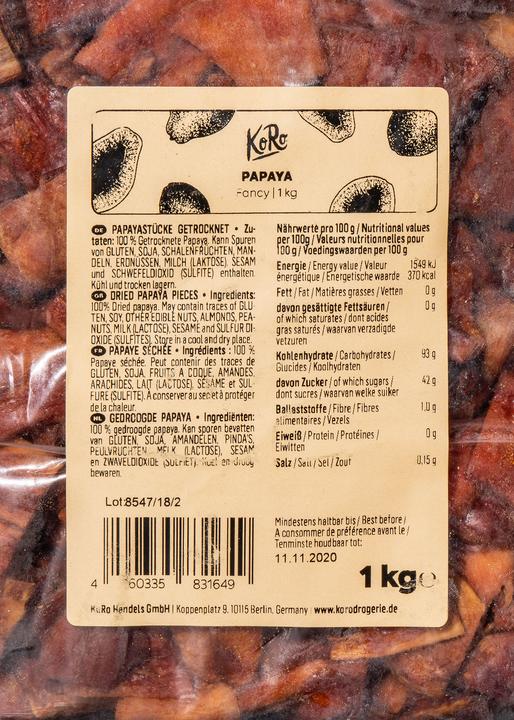 KoRo
PAPAYA
Fancy | 1 kg
DE PAPAYASTÜCKE GETROCKNET • Zu-
taten: 100 % Getrocknete Papaya. Kann Spuren
von GLUTEN, SOJA, SCHALENFRÜCHTEN, MAN-
DELN, ERDNÜSSEN, MILCH (LAKTOSE), SESAM
und SCHWEFELDIOXID (SULFITE) enthalten.
Kühl und trocken lagern.
GB DRIED PAPAYA PIECES • Ingredients:
100% Dried papaya. May contain traces of GLU-
TEN, SOY, OTHER EDIBLE NUTS, ALMONDS, PEA-
NUTS, MILK (LACTOSE), SESAME and SULFUR DI-
OXIDE (SULFITES). Store in a cool and dry place.
FR PAPAYE SÉCHÉE • Ingrédients : 100 %
Papaye séchée. Peut contenir des traces de
GLUTEN, SOJA, FRUITS A COQUE, AMANDES,
ARACHIDES, LAIT (LACTOSE), SÉSAME et SUL-
FURE (SULFITE). A conserver au sec et à protéger
de la chaleur.
NL GEDROOGDE PAPAYA • Ingrediënten:
100 % gedroogde papaya. Kan sporen bevatten
van GLUTEN, SOJA, AMANDELEN, PINDA'S,
PEULVRUCHTEN, MELK (LACTOSE), SESAM
en ZWAVELDIOXIDE (SULFIET). Koel en droog
bewaren.
Nährwerte pro 100 g / Nutritional values
per 100g / Valeurs nutritionnelles pour
100 g / Voedingswaarden per 100 g
Energie / Energy value / Valeur 1549 kJ
énergétique / Energetische waarde 370 kcal
Fett / Fat / Matières grasses / Vetten 0 g
davon gesättigte Fettsäuren / 0 g
of which saturates / dont acides
gras saturés / waarvan verzadigde
vetzuren
Kohlenhydrate / Carbohydrates / 93 g
Glucides / Koolhydraten
davon Zucker / of which sugars / 42 g
dont sucres / waarvan welke suiker
Ballaststoffe / Fibre / Fibres 1,0 g
alimentaires / Vezels
Eiweiß / Protein / Protéines / 0 g
Eiwitten
Salz / Salt / Sel / Zout 0,15 g
Lot:8547/18/2
4 260335 831649
Mindestens haltbar bis / Best before /
A consommer de préférence avant le /
Tenminste houdbaar tot:
11.11.2020
1 kg e
KoRo Handels GmbH | Koppenplatz 9, 10115 Berlin, Germany | www.korodrogerie.de